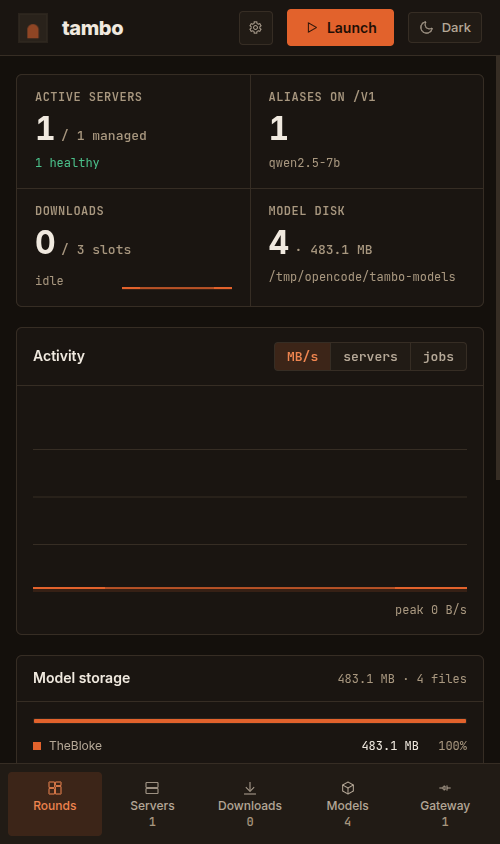 tambo
Launch
Dark
ACTIVE SERVERS
1 / 1 managed
1 healthy
ALIASES ON /V1
1
qwen2.5-7b
DOWNLOADS
0 / 3 slots
idle
MODEL DISK
4 · 483.1 MB
/tmp/opencode/tambo-models
Activity
MB/s
servers
jobs
peak 0 B/s
Model storage
483.1 MB · 4 files
TheBloke
483.1 MB
100%
Rounds
Servers
1
Downloads
0
Models
4
Gateway
1